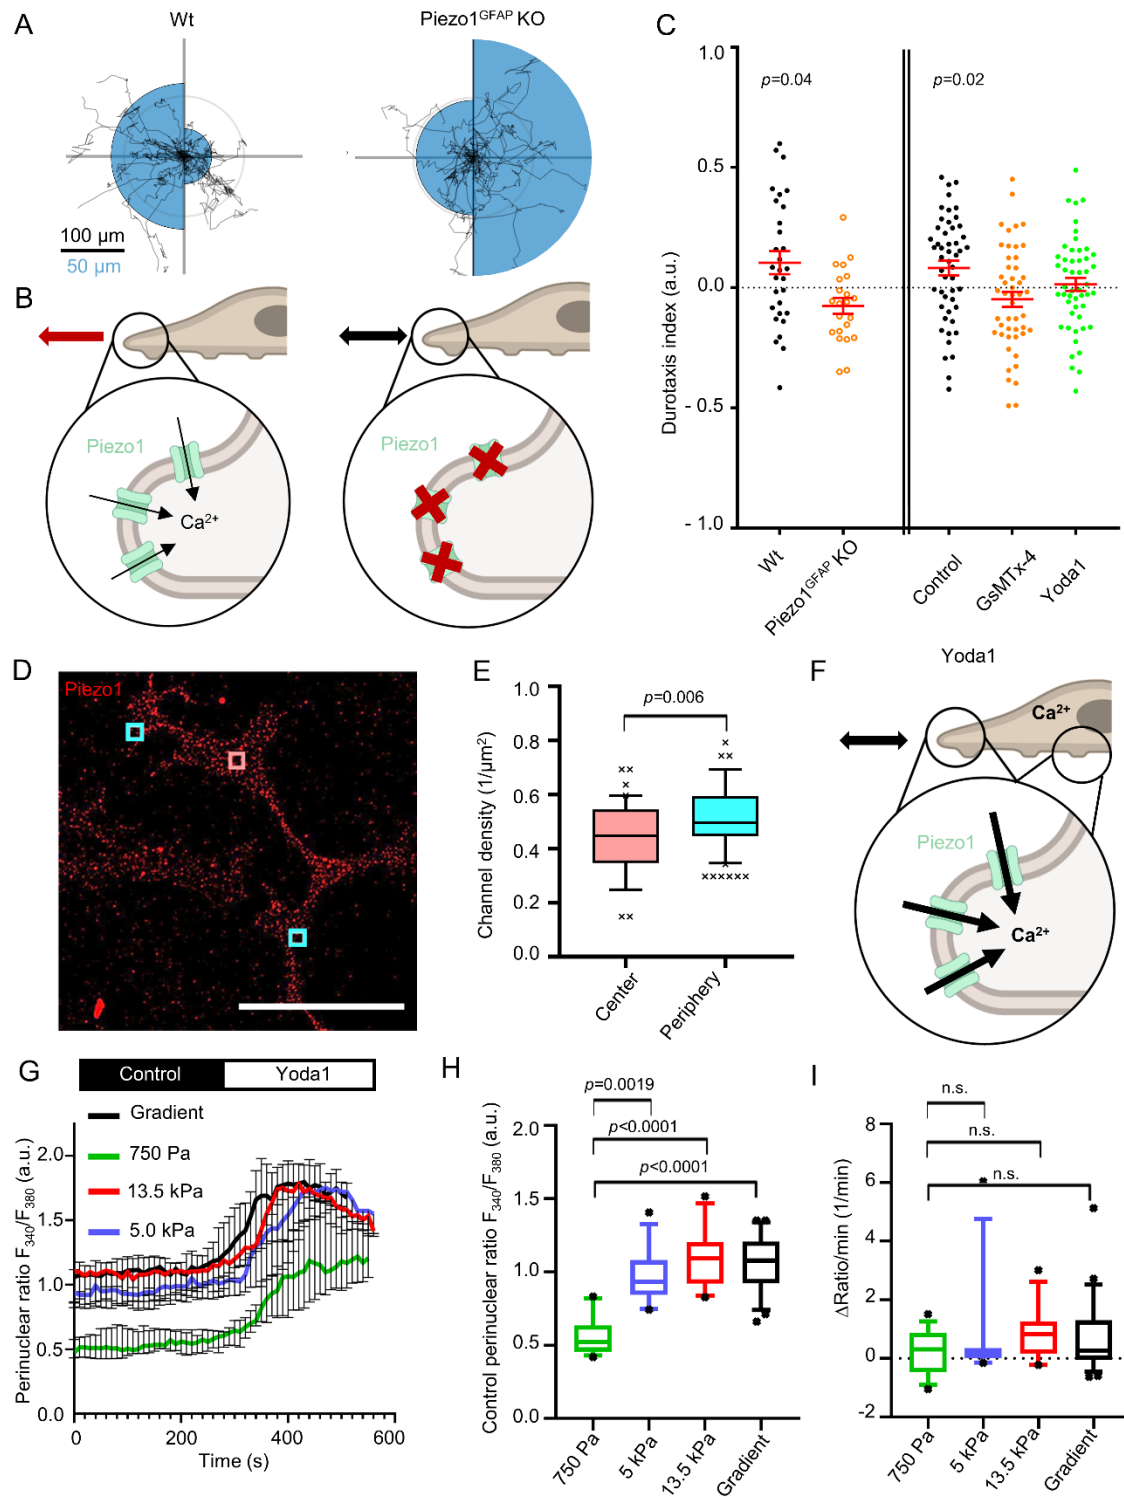 A
Wt
Piezo1ᴳᶠᴬᴾ KO
100 µm
50 µm
B
Piezo1
Ca²⁺
Piezo1
C
Durotaxis index (a.u.)
1.0
0.5
0.0
- 0.5
- 1.0
p=0.04
p=0.02
Wt
Piezo1ᴳᶠᴬᴾ KO
Control
GsMTx-4
Yoda1
D
Piezo1
E
Channel density (1/µm²)
1.0
0.8
0.6
0.4
0.2
0.0
p=0.006
Center
Periphery
F
Yoda1
Ca²⁺
Piezo1
Ca²⁺
G
Control
Yoda1
Gradient
750 Pa
13.5 kPa
5.0 kPa
Perinuclear ratio F₃₄₀/F₃₈₀ (a.u.)
2.0
1.5
1.0
0.5
0.0
0
200
400
600
Time (s)
H
Control perinuclear ratio F₃₄₀/F₃₈₀ (a.u.)
2.0
1.5
1.0
0.5
0.0
p=0.0019
p<0.0001
p<0.0001
750 Pa
5 kPa
13.5 kPa
Gradient
I
ΔRatio/min (1/min)
8
6
4
2
0
-2
n.s.
n.s.
n.s.
750 Pa
5 kPa
13.5 kPa
Gradient